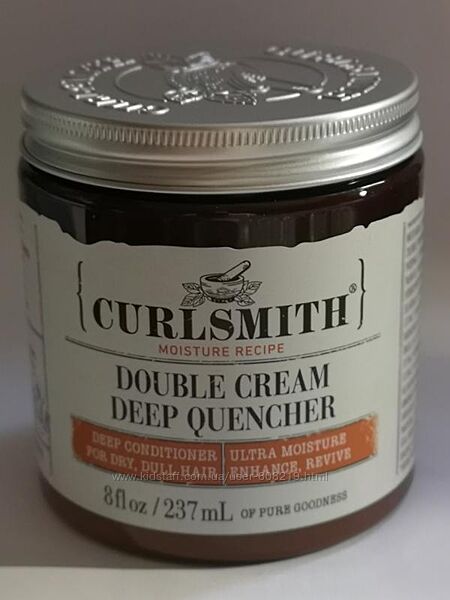 CURLSMITH®
MOISTURE RECIPE
DOUBLE CREAM
DEEP QUENCHER
DEEP CONDITIONER
FOR DRY, DULL HAIR
ULTRA MOISTURE
ENHANCE, REVIVE
8fl oz / 237mL OF PURE GOODNESS